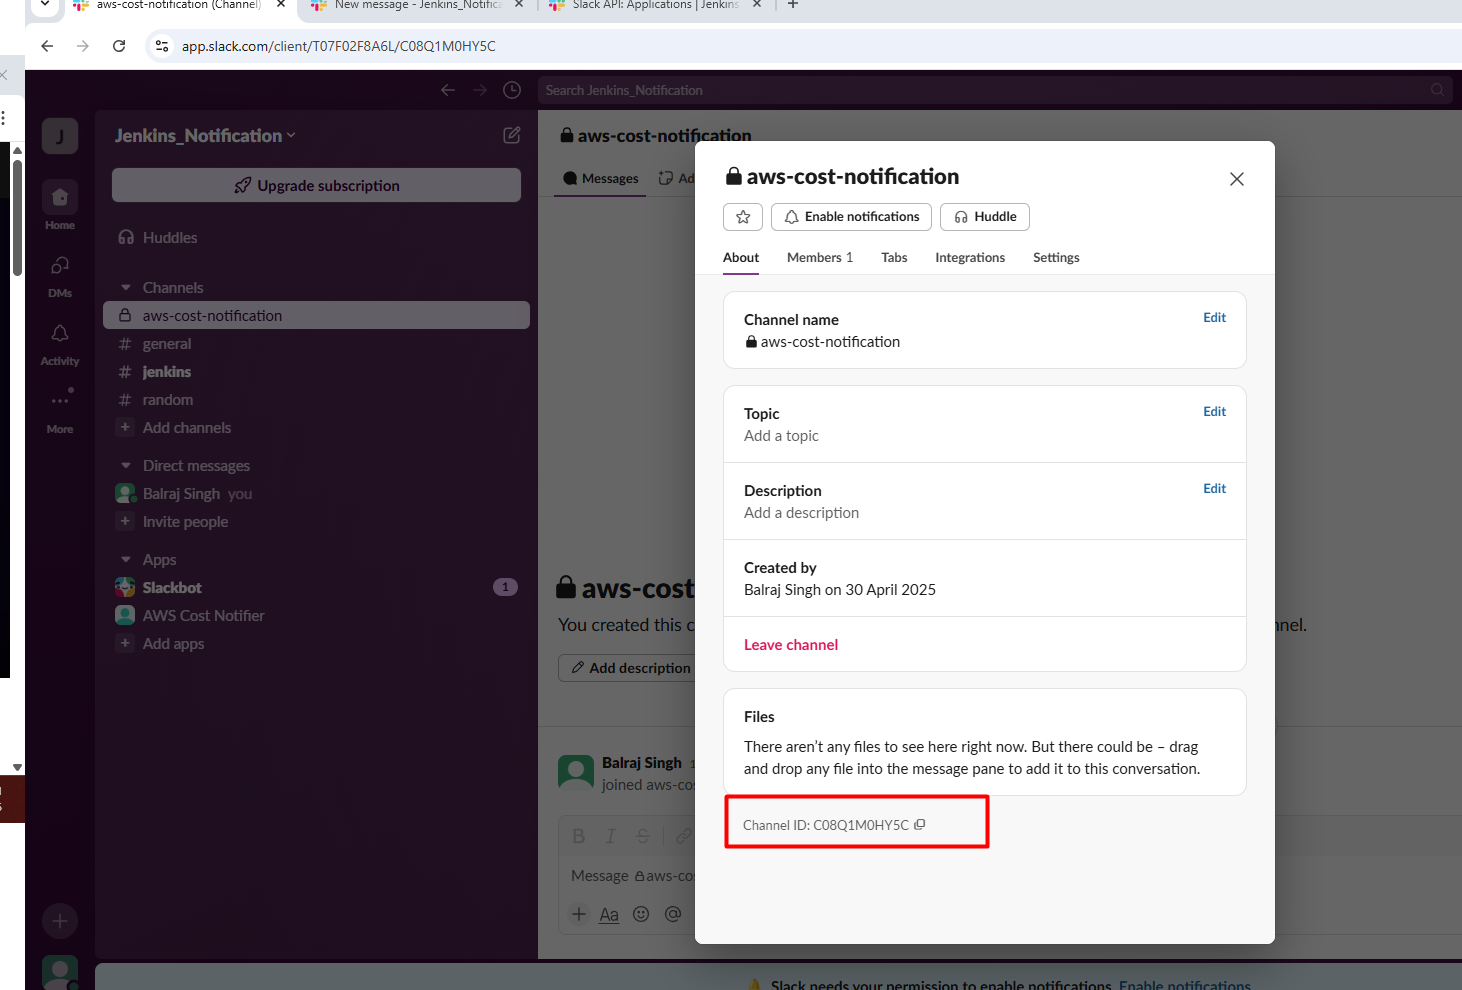 aws-cost-notification (Channel)
New message - Jenkins_Notifica
Slack API: Applications | Jenkins
app.slack.com/client/T07F02F8A6L/C08Q1M0HY5C
Search Jenkins_Notification
J
Home
DMs
Activity
More
Jenkins_Notification
Upgrade subscription
Huddles
Channels
aws-cost-notification
# general
# jenkins
# random
+ Add channels
Direct messages
Balraj Singh you
+ Invite people
Apps
Slackbot 1
AWS Cost Notifier
+ Add apps
aws-cost-notification
Messages
Ad
aws-cost
You created this c
nnel.
Add description
Balraj Singh 1
joined aws-cos
B I S
Message aws-cos
+ Aa @
aws-cost-notification
Enable notifications
Huddle
About Members 1 Tabs Integrations Settings
Channel name Edit
aws-cost-notification
Topic Edit
Add a topic
Description Edit
Add a description
Created by
Balraj Singh on 30 April 2025
Leave channel
Files
There aren’t any files to see here right now. But there could be – drag
and drop any file into the message pane to add it to this conversation.
Channel ID: C08Q1M0HY5C
Slack needs your permission to enable notifications. Enable notifications